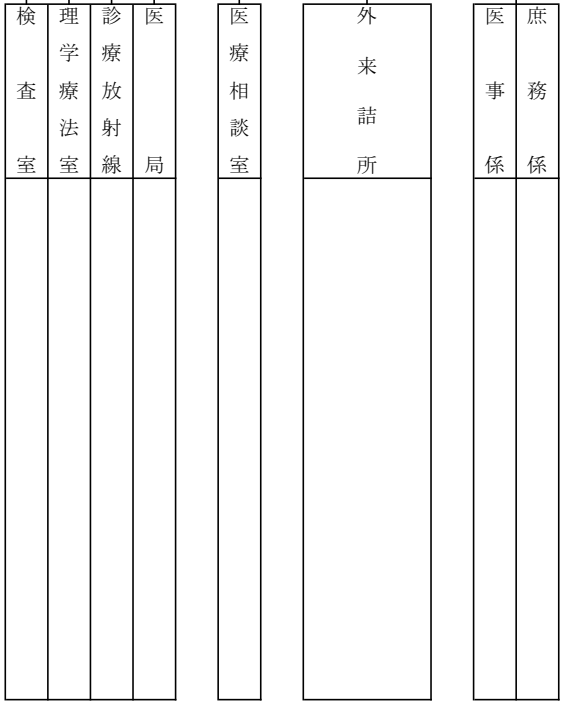 庶務係
医事係
外来詰所
医療相談室
医局
診療放射線
理学療法室
検査室